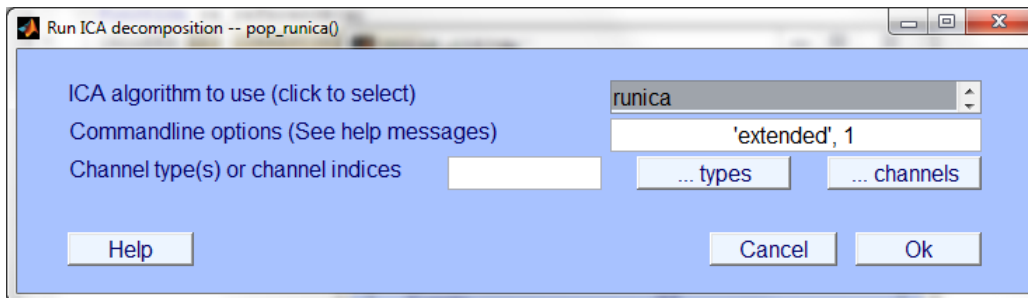 Run ICA decomposition -- pop_runica()
ICA algorithm to use (click to select) runica
Commandline options (See help messages) 'extended', 1
Channel type(s) or channel indices ... types ... channels
Help Cancel Ok